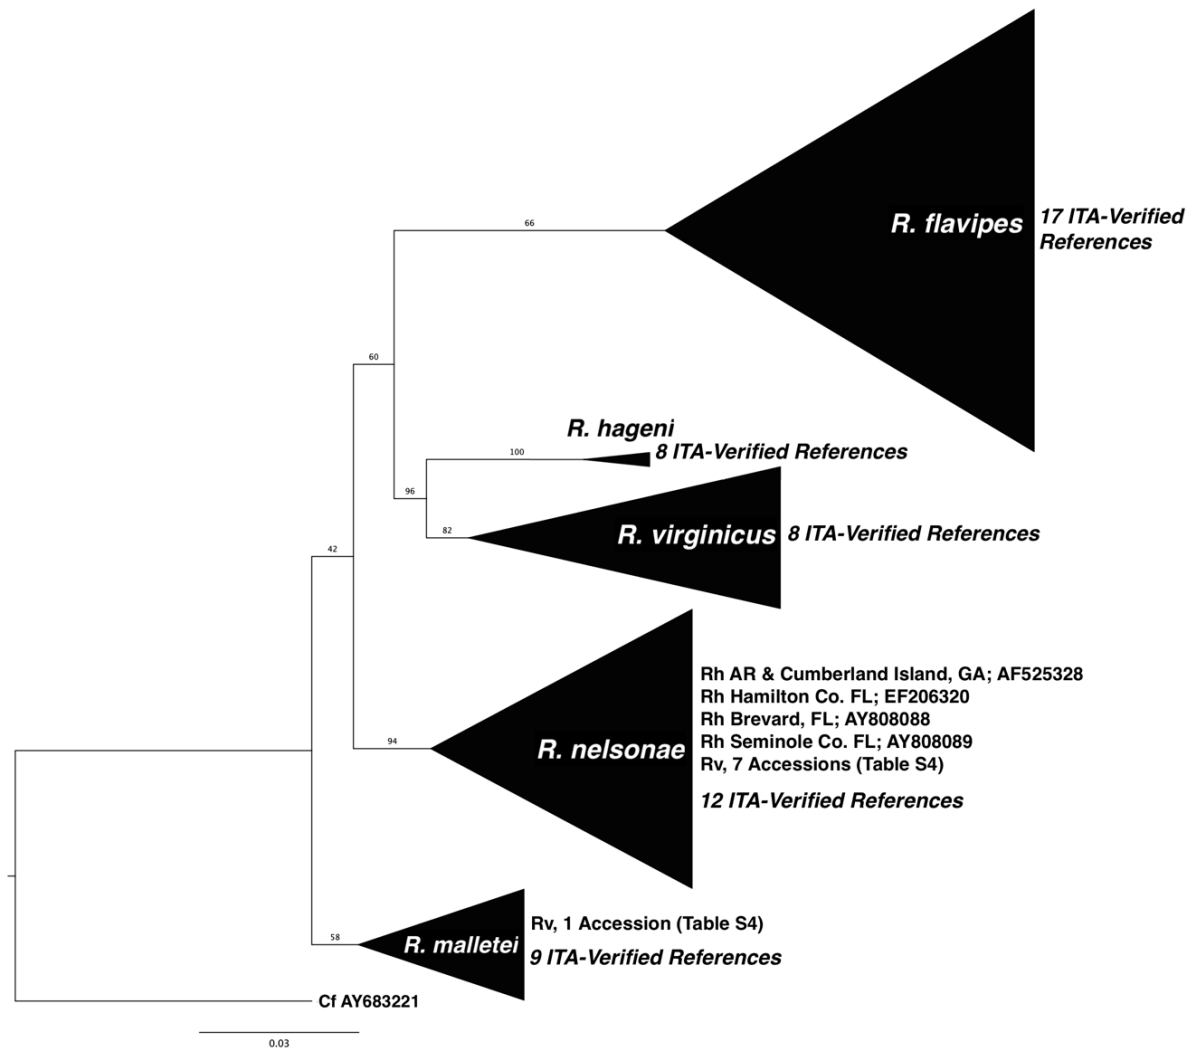 66
R. flavipes
17 ITA-Verified
References
60
R. hageni
100
8 ITA-Verified References
96
82
R. virginicus
8 ITA-Verified References
42
Rh AR & Cumberland Island, GA; AF525328
Rh Hamilton Co. FL; EF206320
Rh Brevard, FL; AY808088
Rh Seminole Co. FL; AY808089
Rv, 7 Accessions (Table S4)
94
R. nelsonae
12 ITA-Verified References
Rv, 1 Accession (Table S4)
58
R. malletei
9 ITA-Verified References
Cf AY683221
0.03